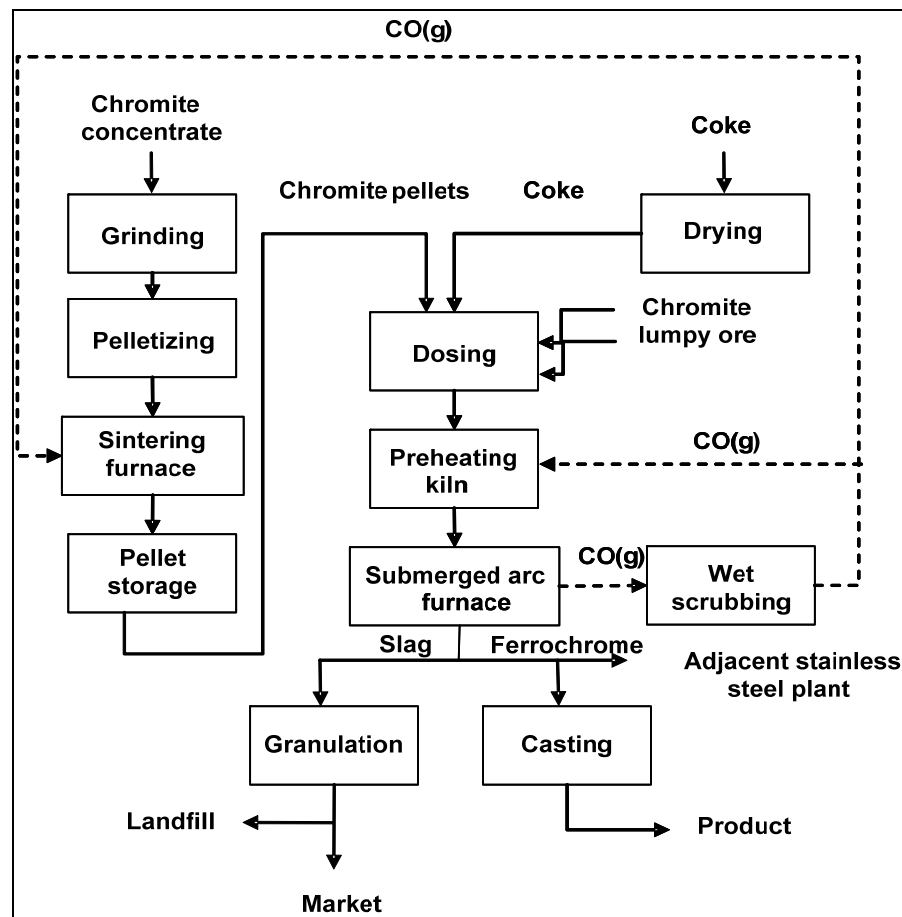 CO(g)
Chromite
concentrate
Coke
Chromite pellets
Coke
Grinding
Drying
Pelletizing
Dosing
Chromite
lumpy ore
Sintering
furnace
Preheating
kiln
CO(g)
Pellet
storage
Submerged arc
furnace
CO(g)
Wet
scrubbing
Slag
Ferrochrome
Adjacent stainless
steel plant
Granulation
Casting
Landfill
Product
Market